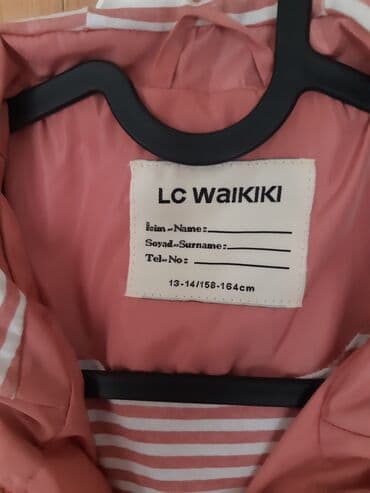 LC WAIKIKI
İsim-Name:
Soyad-Surname:
Tel-No:
13-14/158-164cm